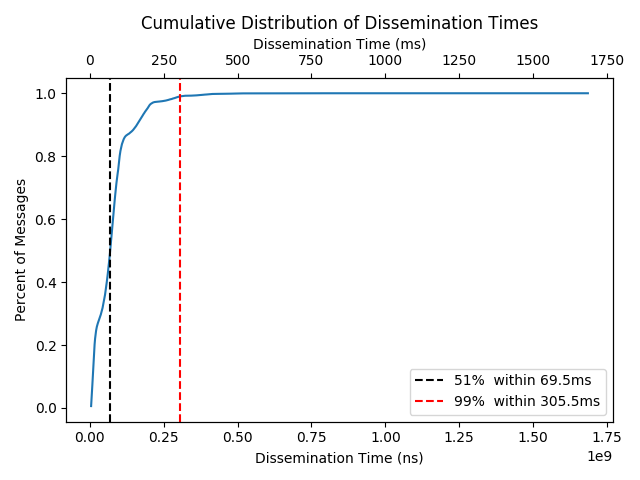 Cumulative Distribution of Dissemination Times
Dissemination Time (ms)
0 250 500 750 1000 1250 1500 1750
1.0
0.8
0.6
0.4
0.2
0.0
Percent of Messages
51%  within 69.5ms
99%  within 305.5ms
0.00 0.25 0.50 0.75 1.00 1.25 1.50 1.75
1e9
Dissemination Time (ns)